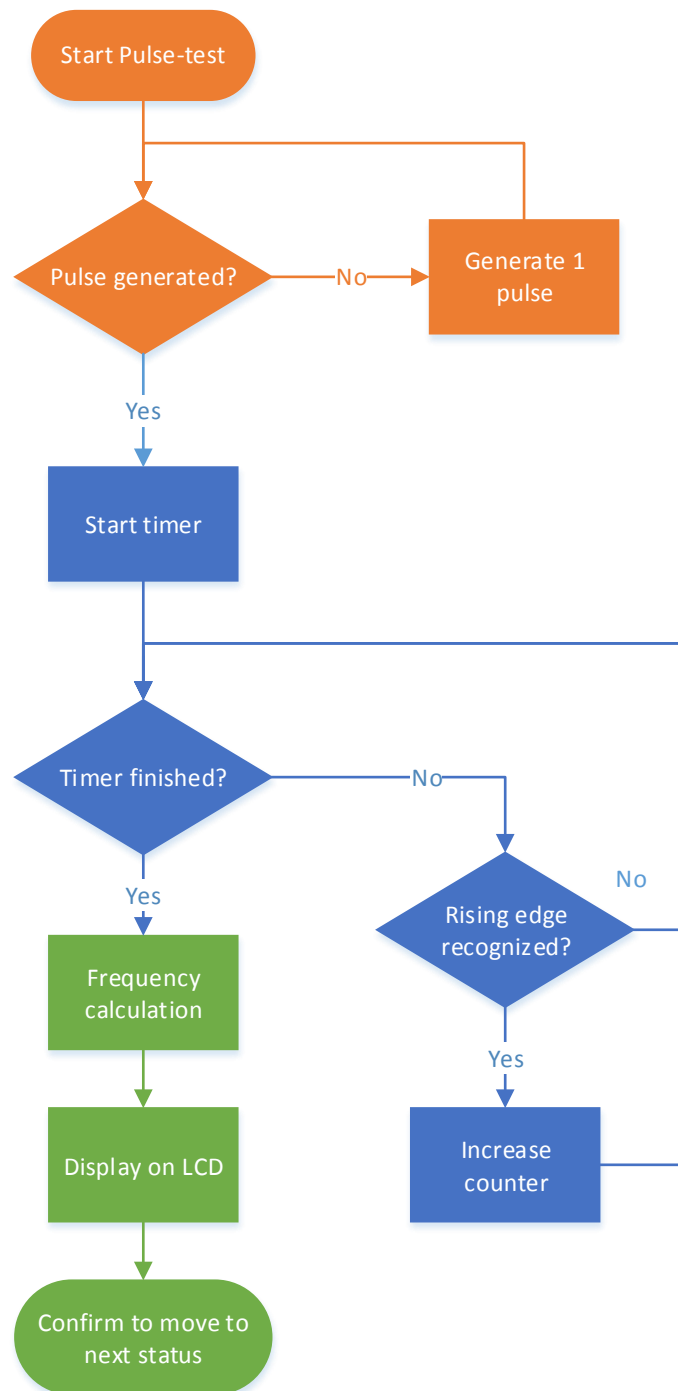 Start Pulse-test
Pulse generated?
No
Generate 1
pulse
Yes
Start timer
Timer finished?
No
No
Yes
Rising edge
recognized?
Frequency
calculation
Yes
Display on LCD
Increase
counter
Confirm to move to
next status